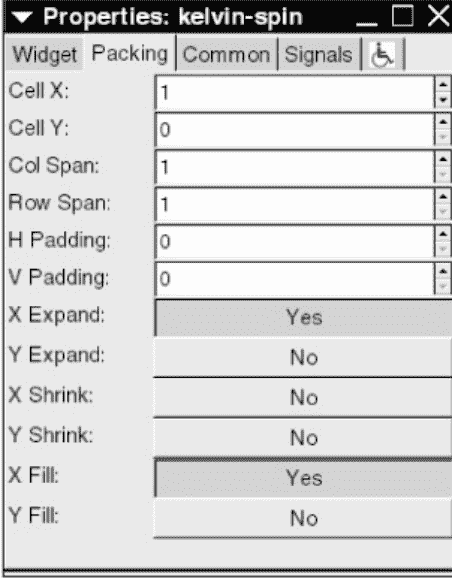 Properties: kelvin-spin
Widget Packing Common Signals
Cell X: 1
Cell Y: 0
Col Span: 1
Row Span: 1
H Padding: 0
V Padding: 0
X Expand: Yes
Y Expand: No
X Shrink: No
Y Shrink: No
X Fill: Yes
Y Fill: No